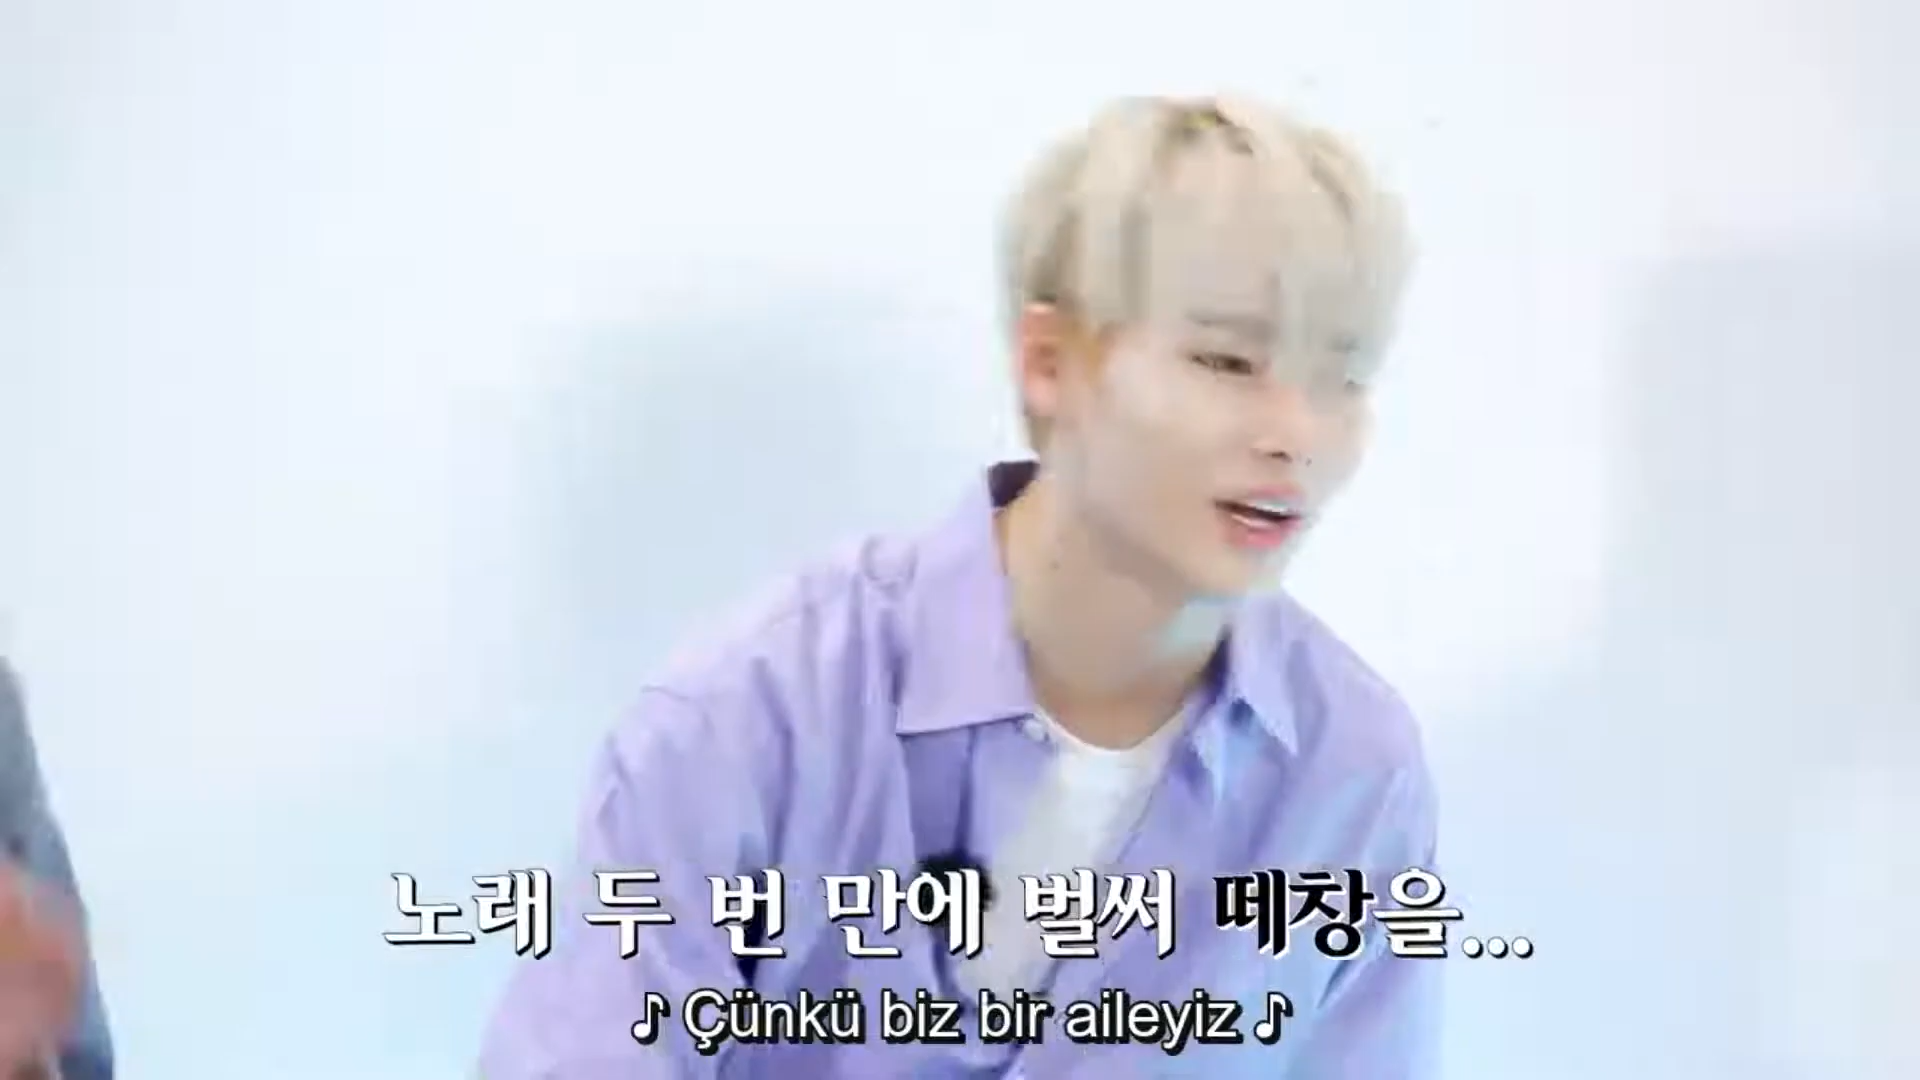 노래 두 번 만에 벌써 떼창을...
♪ Çünkü biz bir aileyiz ♪